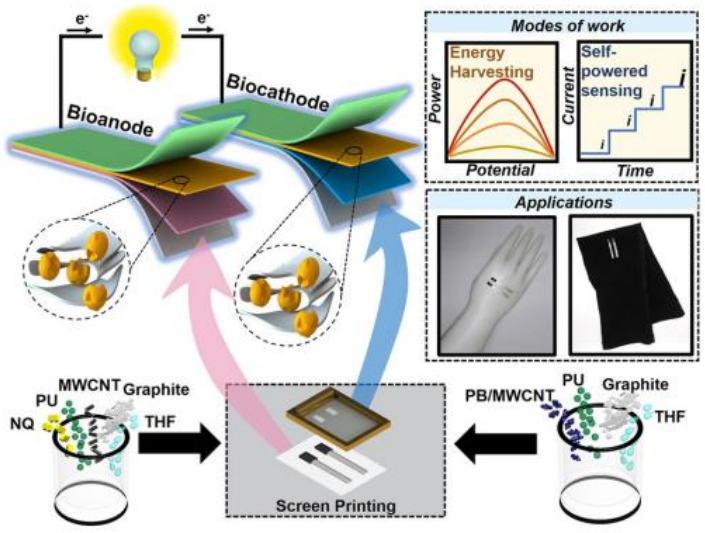 e-
e-
Bioanode
Biocathode
Modes of work
Energy
Harvesting
Power
Potential
Self-
powered
sensing
Current
i
i
i
i
Time
Applications
MWCNT
Graphite
PU
NQ
THF
Screen Printing
PU
Graphite
PB/MWCNT
THF